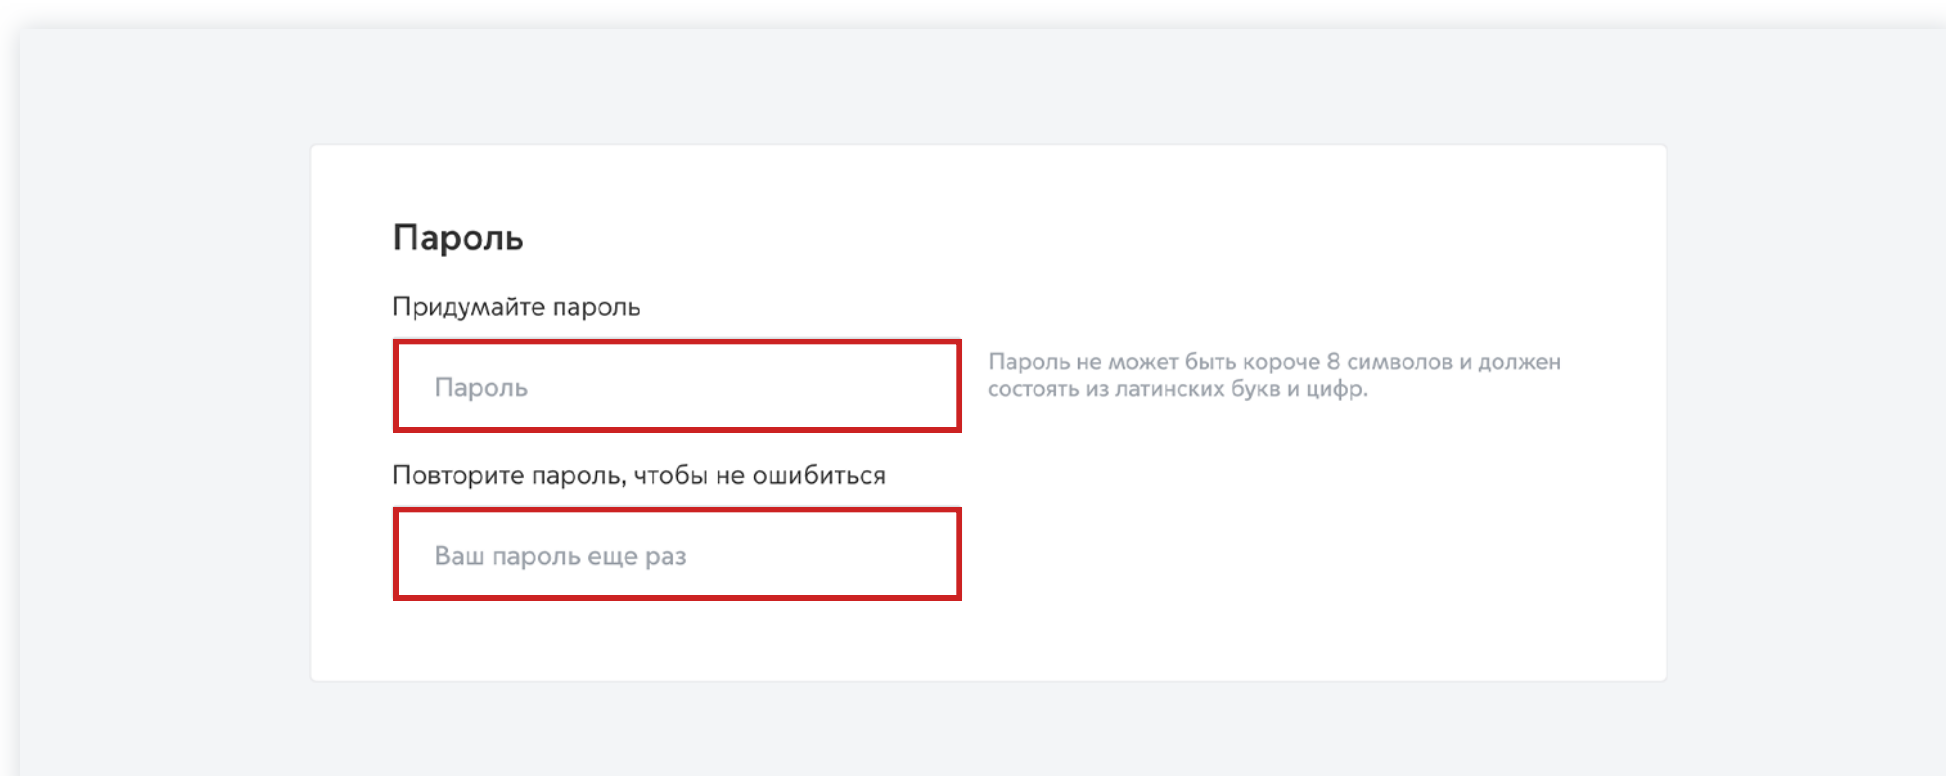 Пароль
Придумайте пароль
Пароль
Пароль не может быть короче 8 символов и должен
состоять из латинских букв и цифр.
Повторите пароль, чтобы не ошибиться
Ваш пароль еще раз